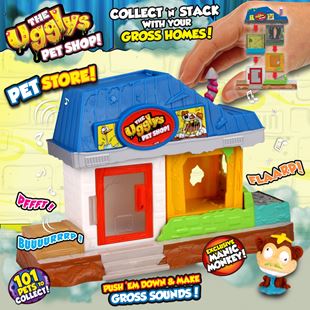 THE
Ugglys
PET SHOP!
COLLECT 'N' STACK
WITH YOUR
GROSS HOMES!
PET STORE!
THE
Ugglys
PET SHOP!
PFFFT!
BUUUURRRP!
FLAARP!
101
PETS TO
COLLECT!
EXCLUSIVE
MANIC
MONKEY!
PUSH 'EM DOWN & MAKE
GROSS SOUNDS!